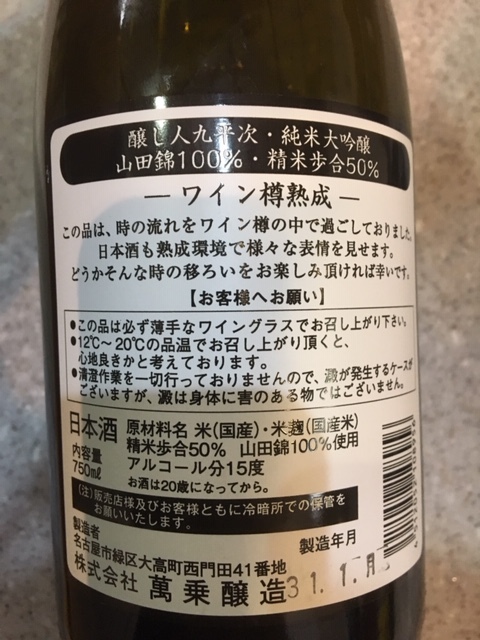 醸し人九平次・純米大吟醸
山田錦100%・精米歩合50%
― ワイン樽熟成 ―
この品は、時の流れをワイン樽の中で過ごしておりました。
日本酒も熟成環境で様々な表情を見せます。
どうかそんな時の移ろいをお楽しみ頂ければ幸いです。
【お客様へお願い】
●この品は必ず薄手なワイングラスでお召し上がり下さい。
●12℃〜20℃の品温でお召し上がり頂くと、
心地良きかと考えております。
●清澄作業を一切行っておりませんので、澱が発生するケースが
ございますが、澱は身体に害のある物ではございません。
日本酒 原材料名 米(国産)・米麹(国産米)
精米歩合50% 山田錦100%使用
内容量
750㎖
アルコール分15度
お酒は20歳になってから。
(注)販売店様及びお客様ともに冷暗所での保管を
お願いいたします。
製造者
製造年月
名古屋市緑区大高町西門田41番地
株式会社 萬乗醸造
31.1.月